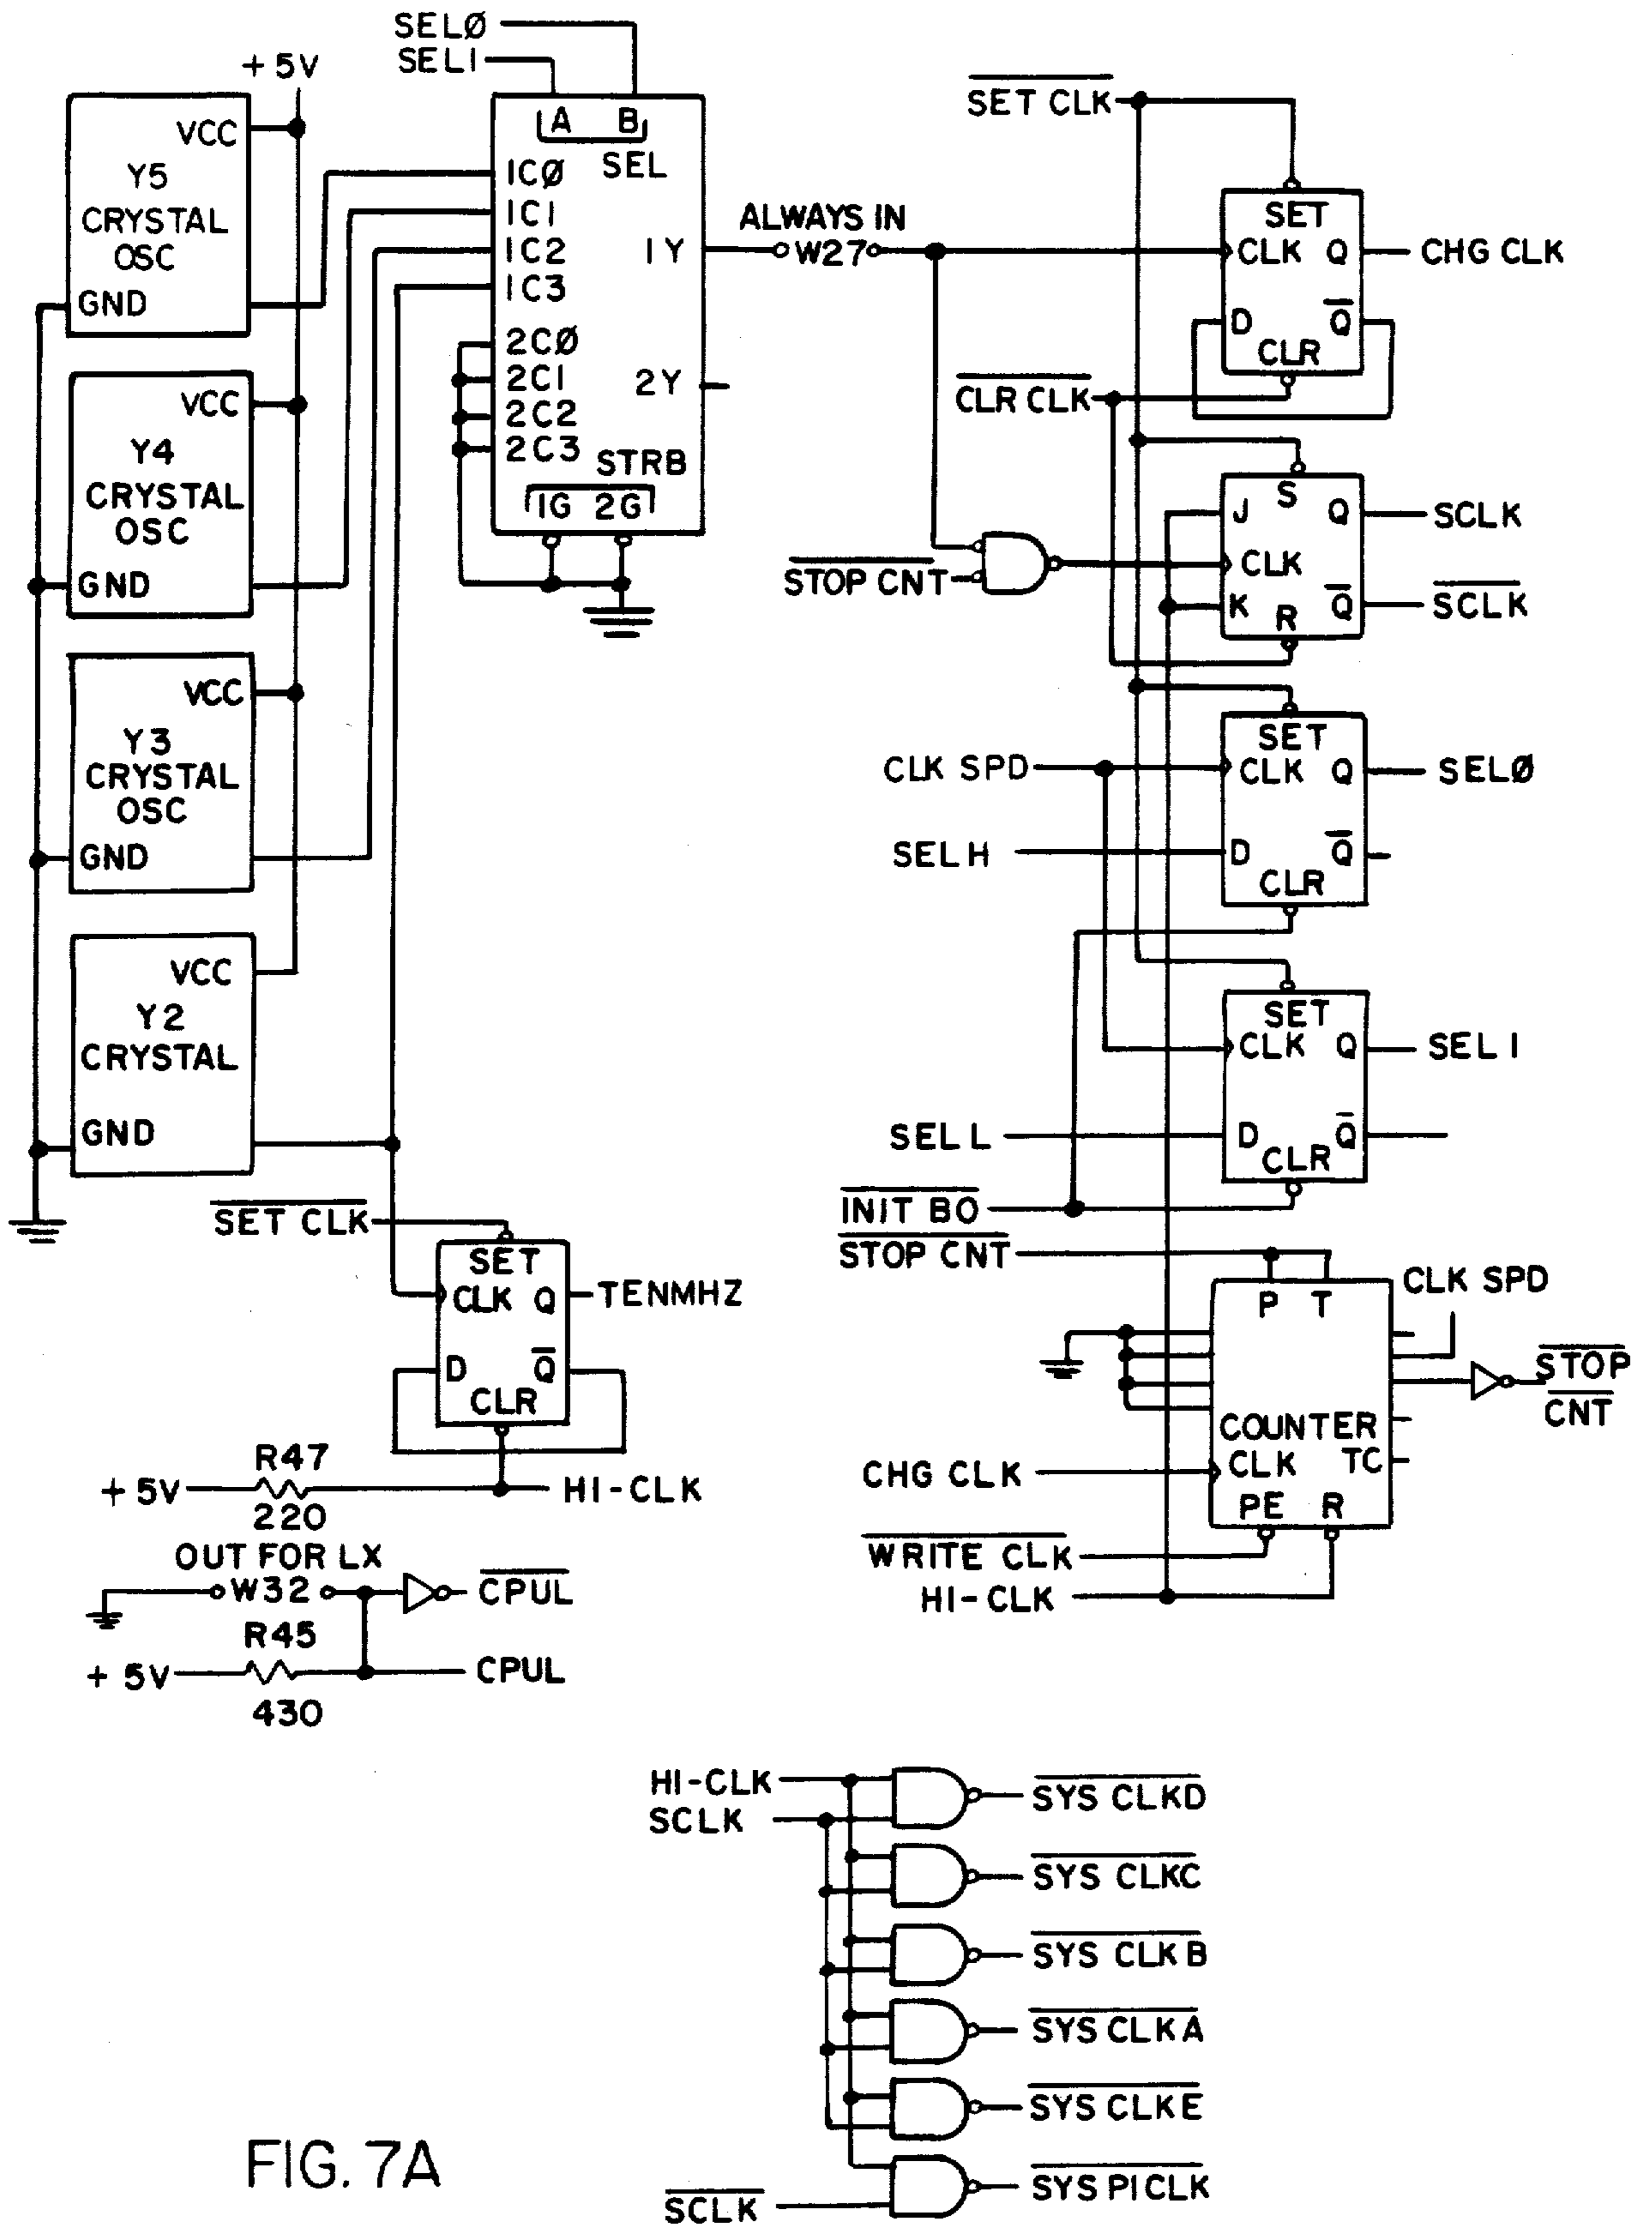 SELØ
SEL1
+5V
VCC
Y5
CRYSTAL
OSC
GND
VCC
Y4
CRYSTAL
OSC
GND
VCC
Y3
CRYSTAL
OSC
GND
VCC
Y2
CRYSTAL
GND
A B
SEL
1CØ
1C1
1C2
1C3
1Y
2CØ
2C1
2C2
2C3
2Y
STRB
1G 2G
ALWAYS IN
W27
SET CLK
SET
CLK Q
CHG CLK
D Q
CLR
CLR CLK
S
J Q
SCLK
CLK
STOP CNT
K Q
R
SCLK
SET
CLK SPD
CLK Q
SELØ
SEL H
D Q
CLR
SET
CLK Q
SEL 1
SEL L
D Q
CLR
INIT BO
STOP CNT
P T
CLK SPD
STOP
CNT
COUNTER
CHG CLK
CLK TC
PE R
WRITE CLK
HI-CLK
SET CLK
SET
CLK Q
TENMHZ
D Q
CLR
R47
+5V
220
HI-CLK
OUT FOR LX
W32
CPUL
R45
+5V
430
CPUL
HI-CLK
SCLK
SYS CLKD
SYS CLKC
SYS CLKB
SYS CLKA
SYS CLKE
SYS PICLK
SCLK
FIG. 7A